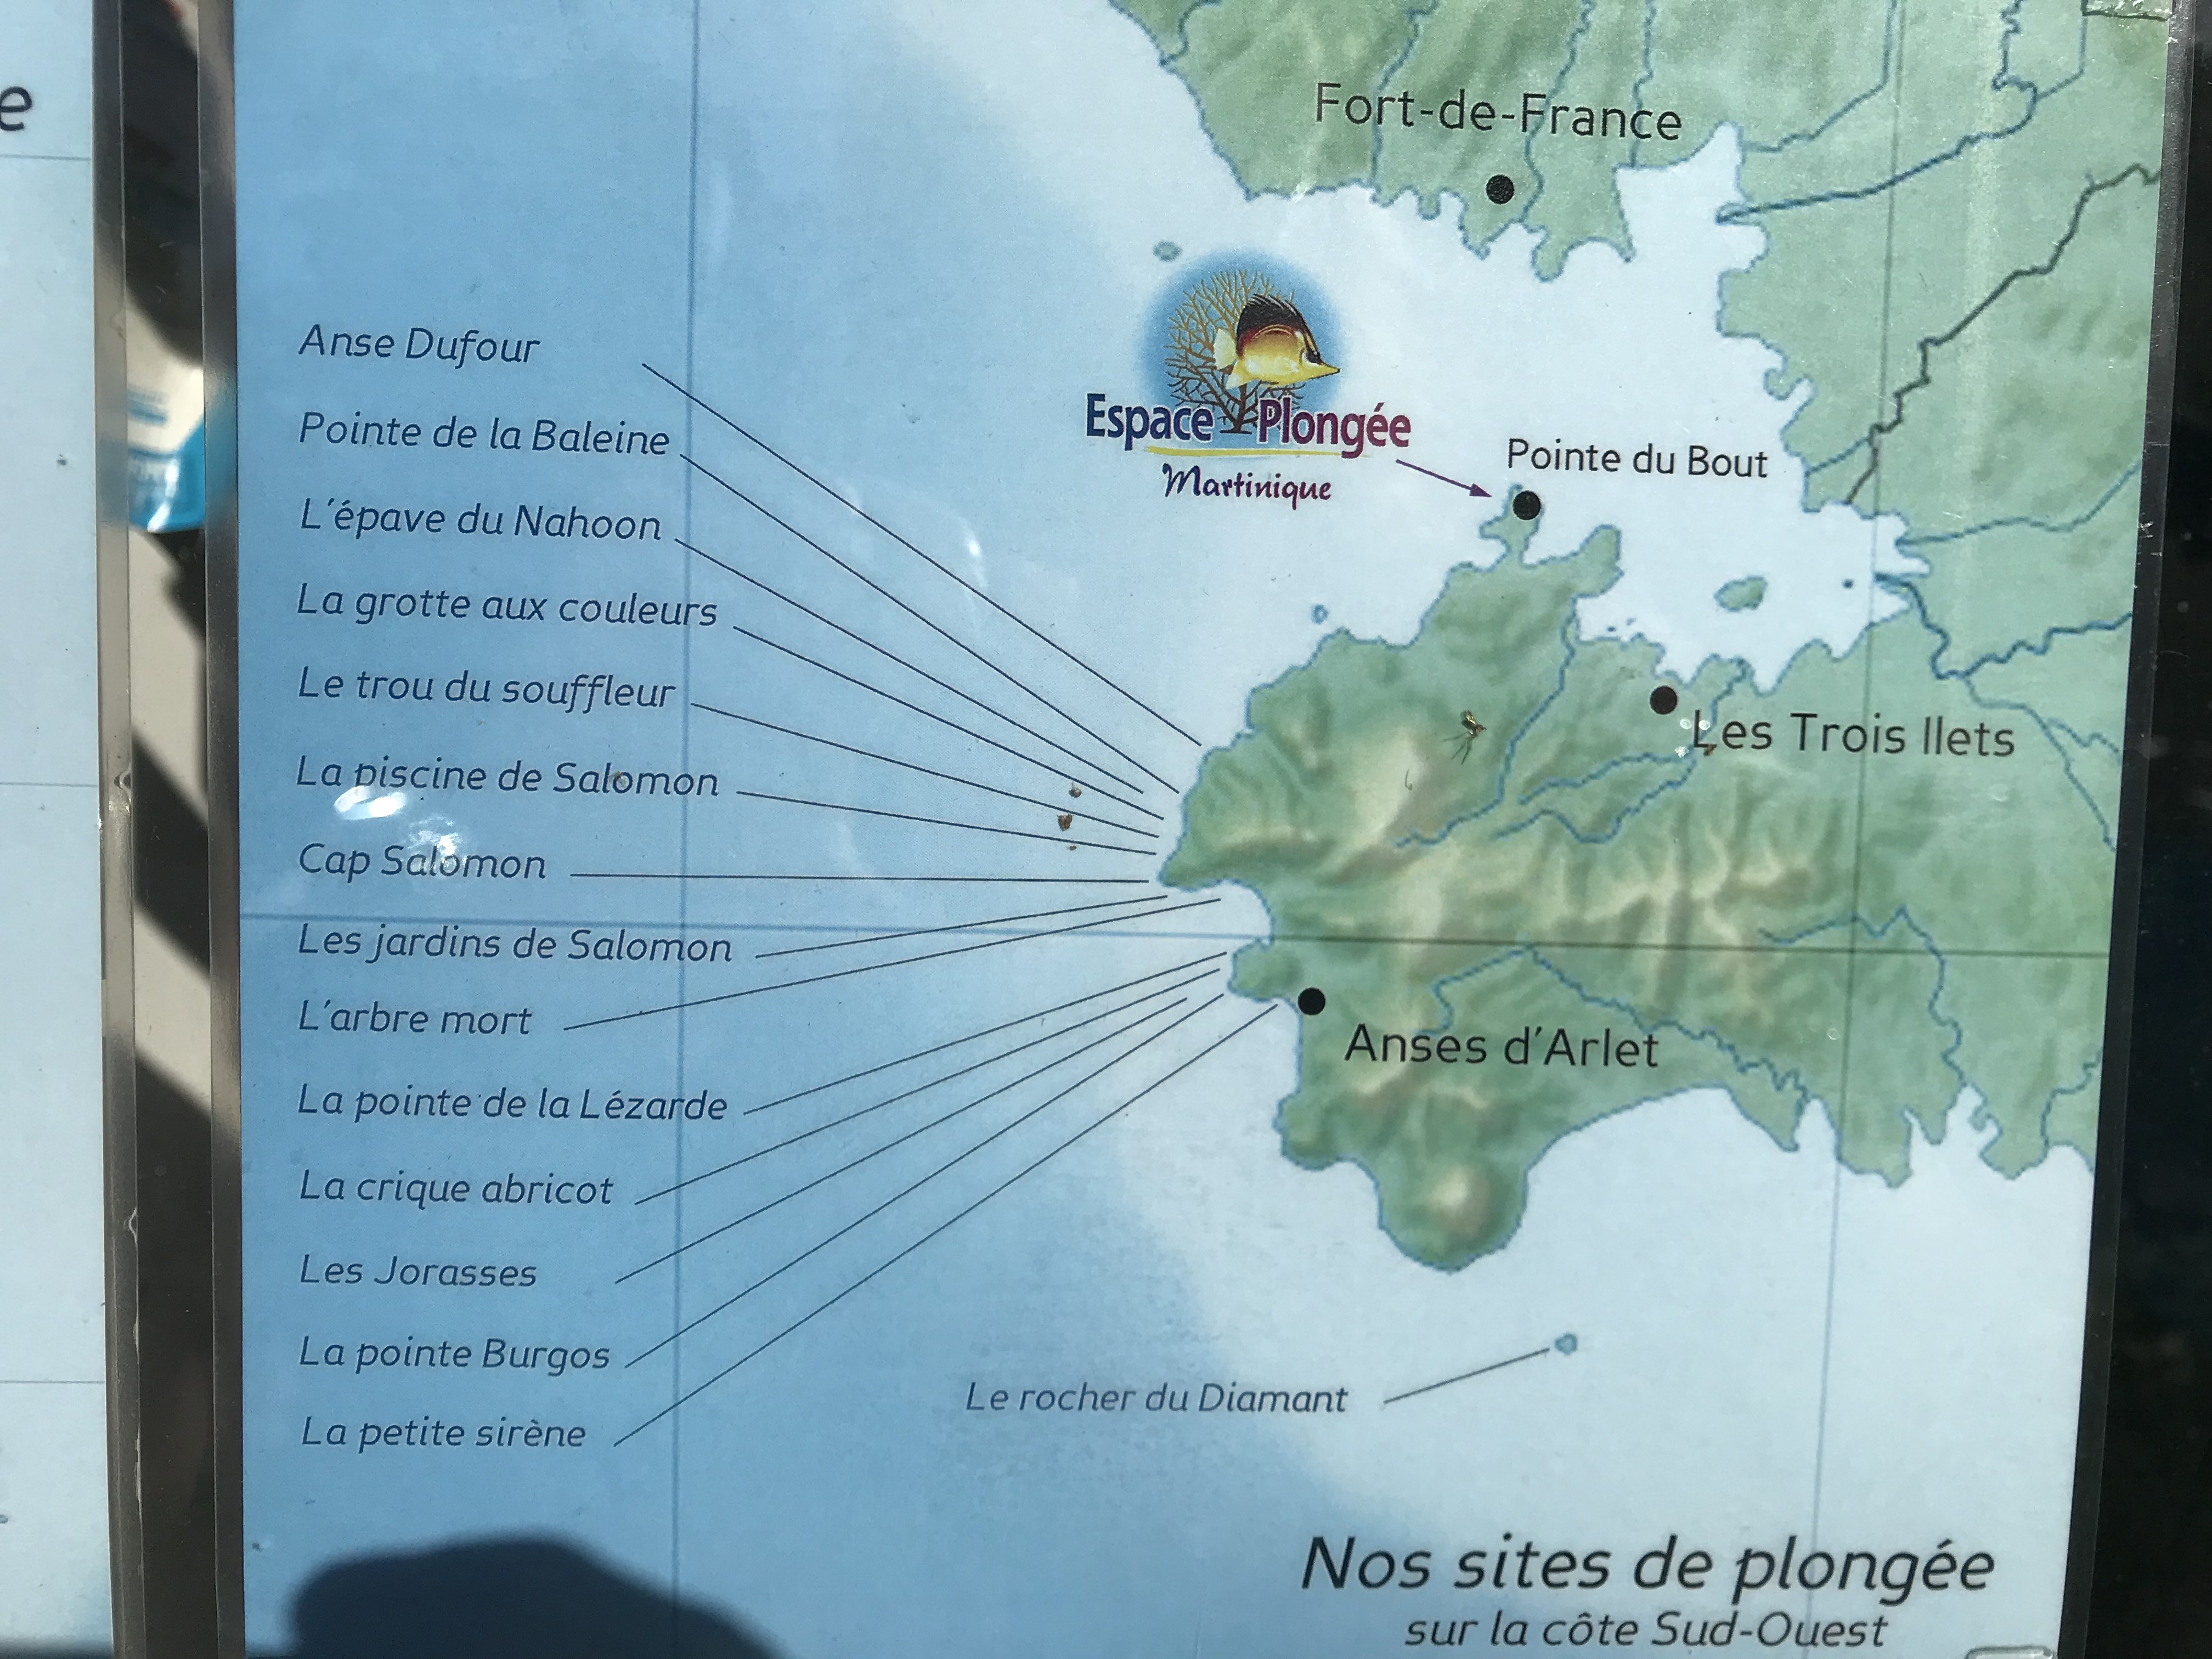 e
Fort-de-France
Anse Dufour
Pointe de la Baleine
L'épave du Nahoon
La grotte aux couleurs
Le trou du souffleur
La piscine de Salomon
Cap Salomon
Les jardins de Salomon
L'arbre mort
La pointe de la Lézarde
La crique abricot
Les Jorasses
La pointe Burgos
La petite sirène
Espace Plongée
Martinique
Pointe du Bout
Les Trois Ilets
Anses d'Arlet
Le rocher du Diamant
Nos sites de plongée
sur la côte Sud-Ouest